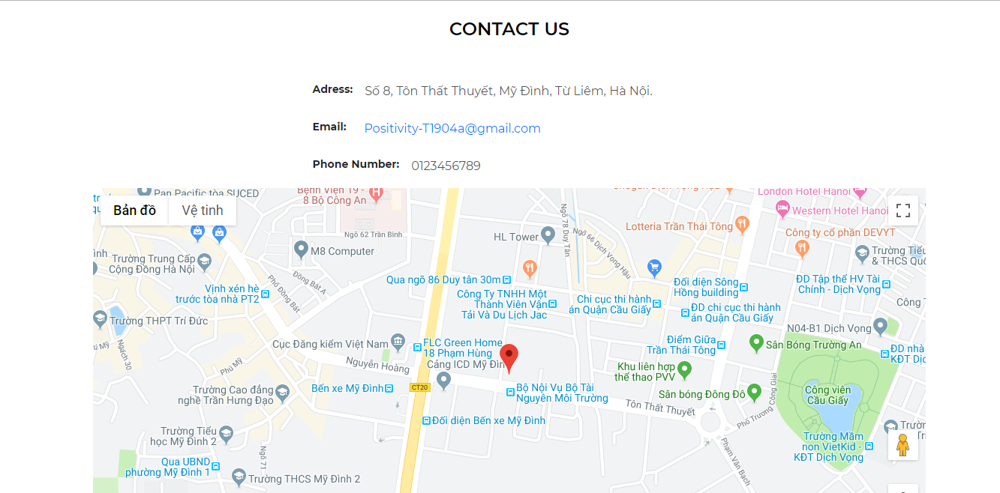 CONTACT US
Adress: Số 8, Tôn Thất Thuyết, Mỹ Đình, Từ Liêm, Hà Nội.
Email: Positivity-T1904a@gmail.com
Phone Number: 0123456789
Pan Pacific tòa SUCED
Bệnh Viện 19 -
8 Bộ Công An
London Hotel Hanoi
Bản đồ
Vệ tinh
Western Hotel Hanoi
Lotteria Trần Thái Tông
Công ty cổ phần DEVYT
Ngõ 62 Trần Bình
HL Tower
Ngõ 78 Duy Tân
Ngõ 66 Dịch Vọng Hậu
M8 Computer
Trường Tiể
& THCS Quố
Trường Trung Cấp
Cộng Đồng Hà Nội
Đồng Bát A
Phố Đồng Bát
Qua ngõ 86 Duy tân 30m
Vịnh xén hè
trước tòa nhà PT2
Công Ty TNHH Một
Thành Viên Vận
Tải Và Du Lịch Jac
Chi cục thi hành
án Quận Cầu Giấy
Đối diện Sông
Hồng building
ĐD chi cục thi hành
án Quận Cầu Giấy
ĐD Tập thể HV Tài
Chính - Dịch Vọng
Công T
Trường THPT Trí Đức
N04-B1 Dịch Vọng
Cục Đăng kiểm Việt Nam
FLC Green Home
18 Phạm Hùng
Cảng ICD Mỹ Đìn
Điểm Giữa
Trần Thái Tông
Sân Bóng Trường An
ĐD nhà
KĐT Dịc
Ngách 30
Phú Mỹ
Nguyễn Hoàng
Khu liên hợp
thể thao PVV
Trường Cao đẳng
nghề Trần Hưng Đạo
Bến xe Mỹ Đình
CT20
Bộ Nội Vụ Bộ Tài
Nguyên Môi Trường
Sân bóng Đông Đô
Công viên
Cầu Giấy
Tôn Thất Thuyết
Phố Trương Công Giai
Đối diện Bến xe Mỹ Đình
Trường Tiểu
học Mỹ Đình 2
Trường Mầm
non VietKid -
KĐT Dịch Vọng
Ngõ 71
Phạm Văn Bạch
Qua UBND
phường Mỹ Đình 1
Trường THCS Mỹ Đình 2